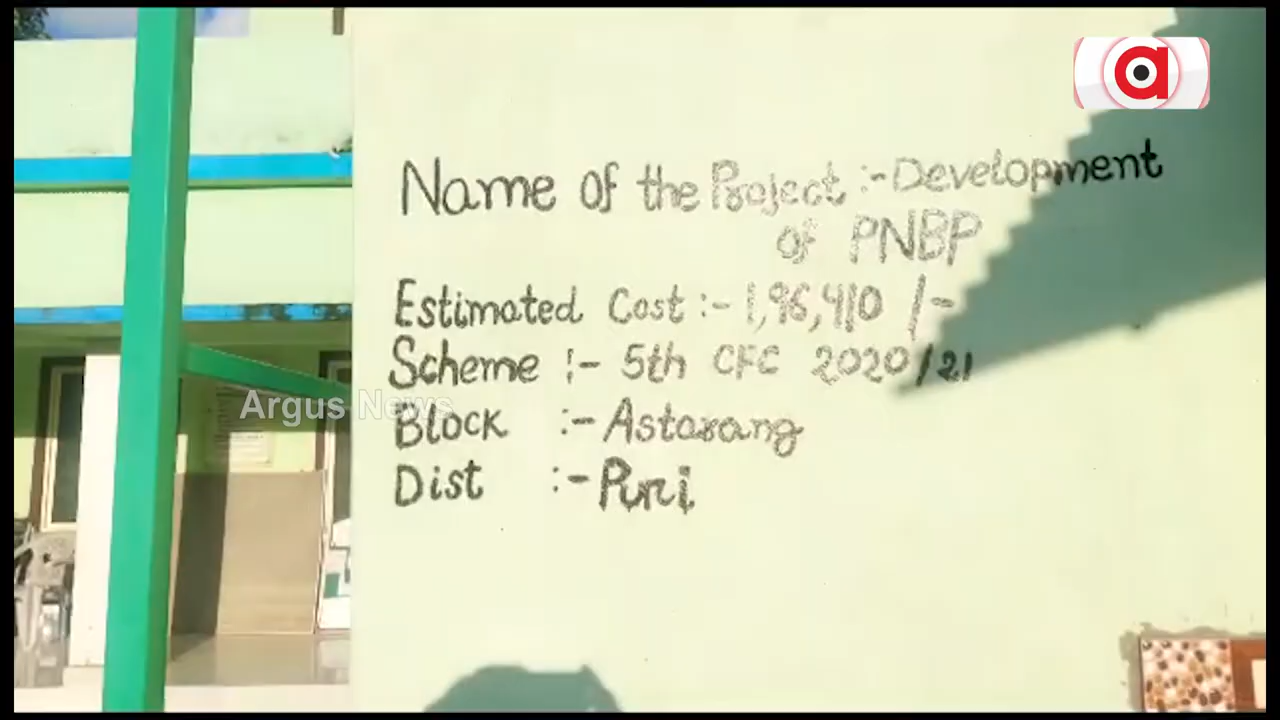 a
Name of the Project :- Development
of PNBP
Estimated Cost :- 1,96,410 /-
Scheme :- 5th CFC 2020/21
Argus News
Block :- Astarang
Dist :- Puri